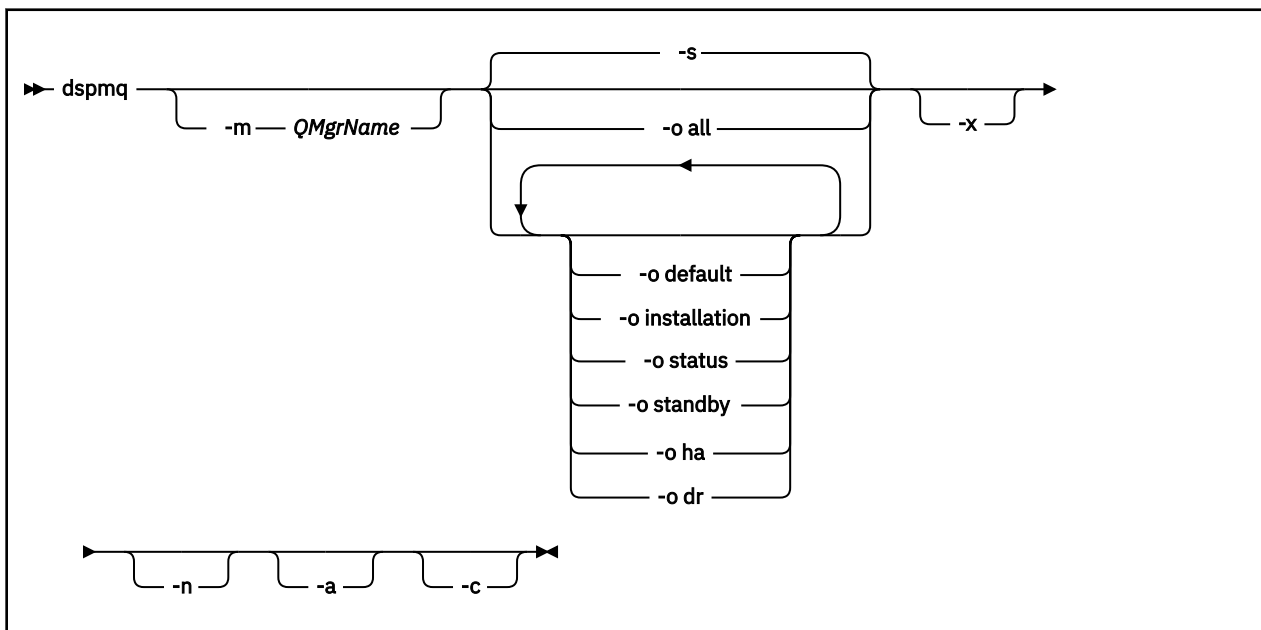 -s
dspmq
-m QMgrName
-o all
-x
-o default
-o installation
-o status
-o standby
-o ha
-o dr
-n -a -c